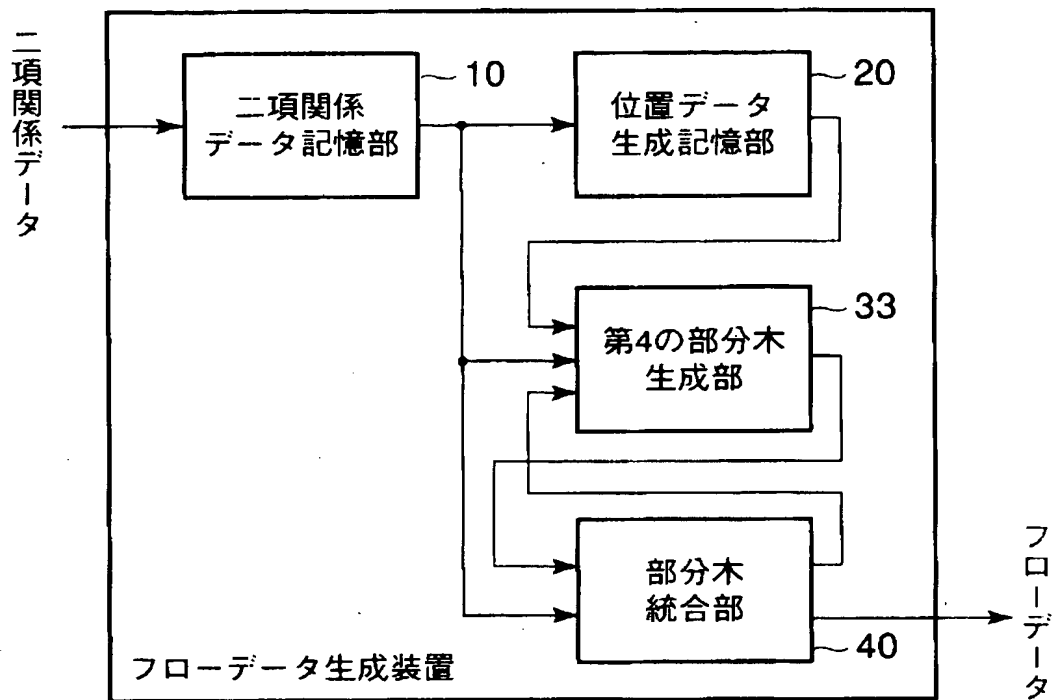 二項関係データ
二項関係
データ記憶部
10
位置データ
生成記憶部
20
第4の部分木
生成部
33
部分木
統合部
40
フローデータ
フローデータ生成装置